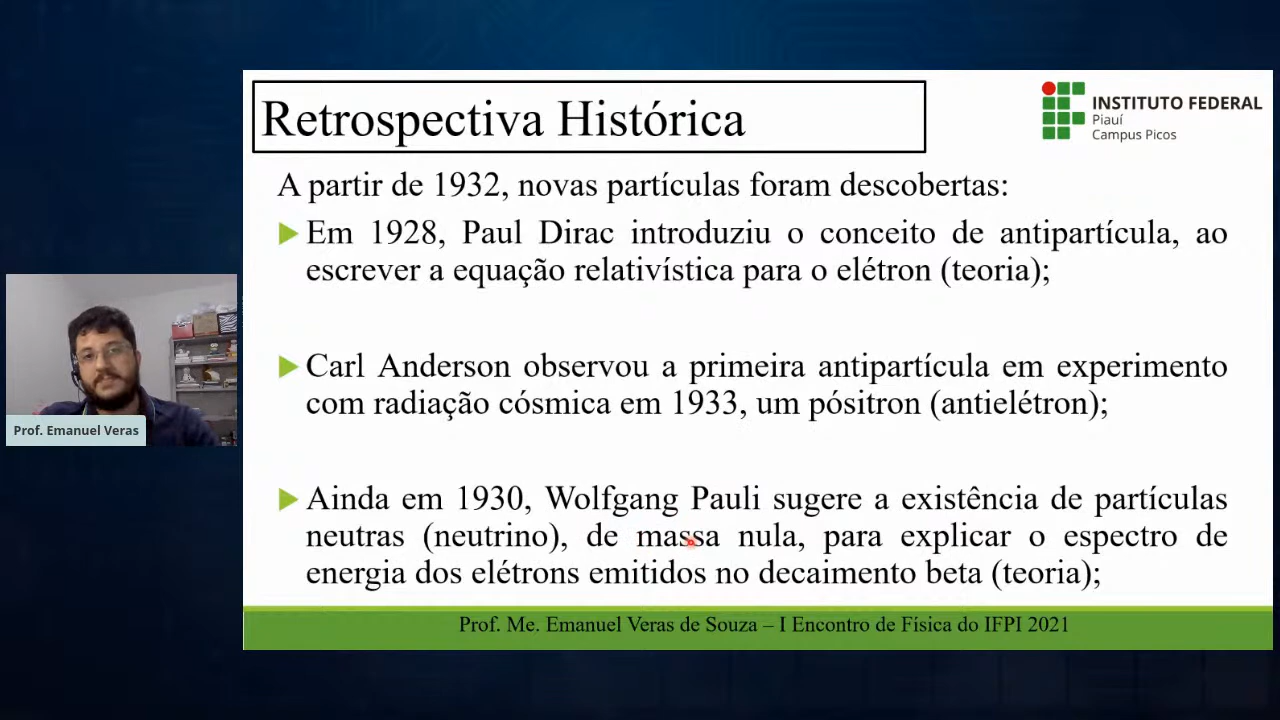 Retrospectiva Histórica
INSTITUTO FEDERAL
Piauí
Campus Picos
A partir de 1932, novas partículas foram descobertas:
Em 1928, Paul Dirac introduziu o conceito de antipartícula, ao
escrever a equação relativística para o elétron (teoria);
Carl Anderson observou a primeira antipartícula em experimento
com radiação cósmica em 1933, um pósitron (antielétron);
Ainda em 1930, Wolfgang Pauli sugere a existência de partículas
neutras (neutrino), de massa nula, para explicar o espectro de
energia dos elétrons emitidos no decaimento beta (teoria);
Prof. Emanuel Veras
Prof. Me. Emanuel Veras de Souza – I Encontro de Física do IFPI 2021